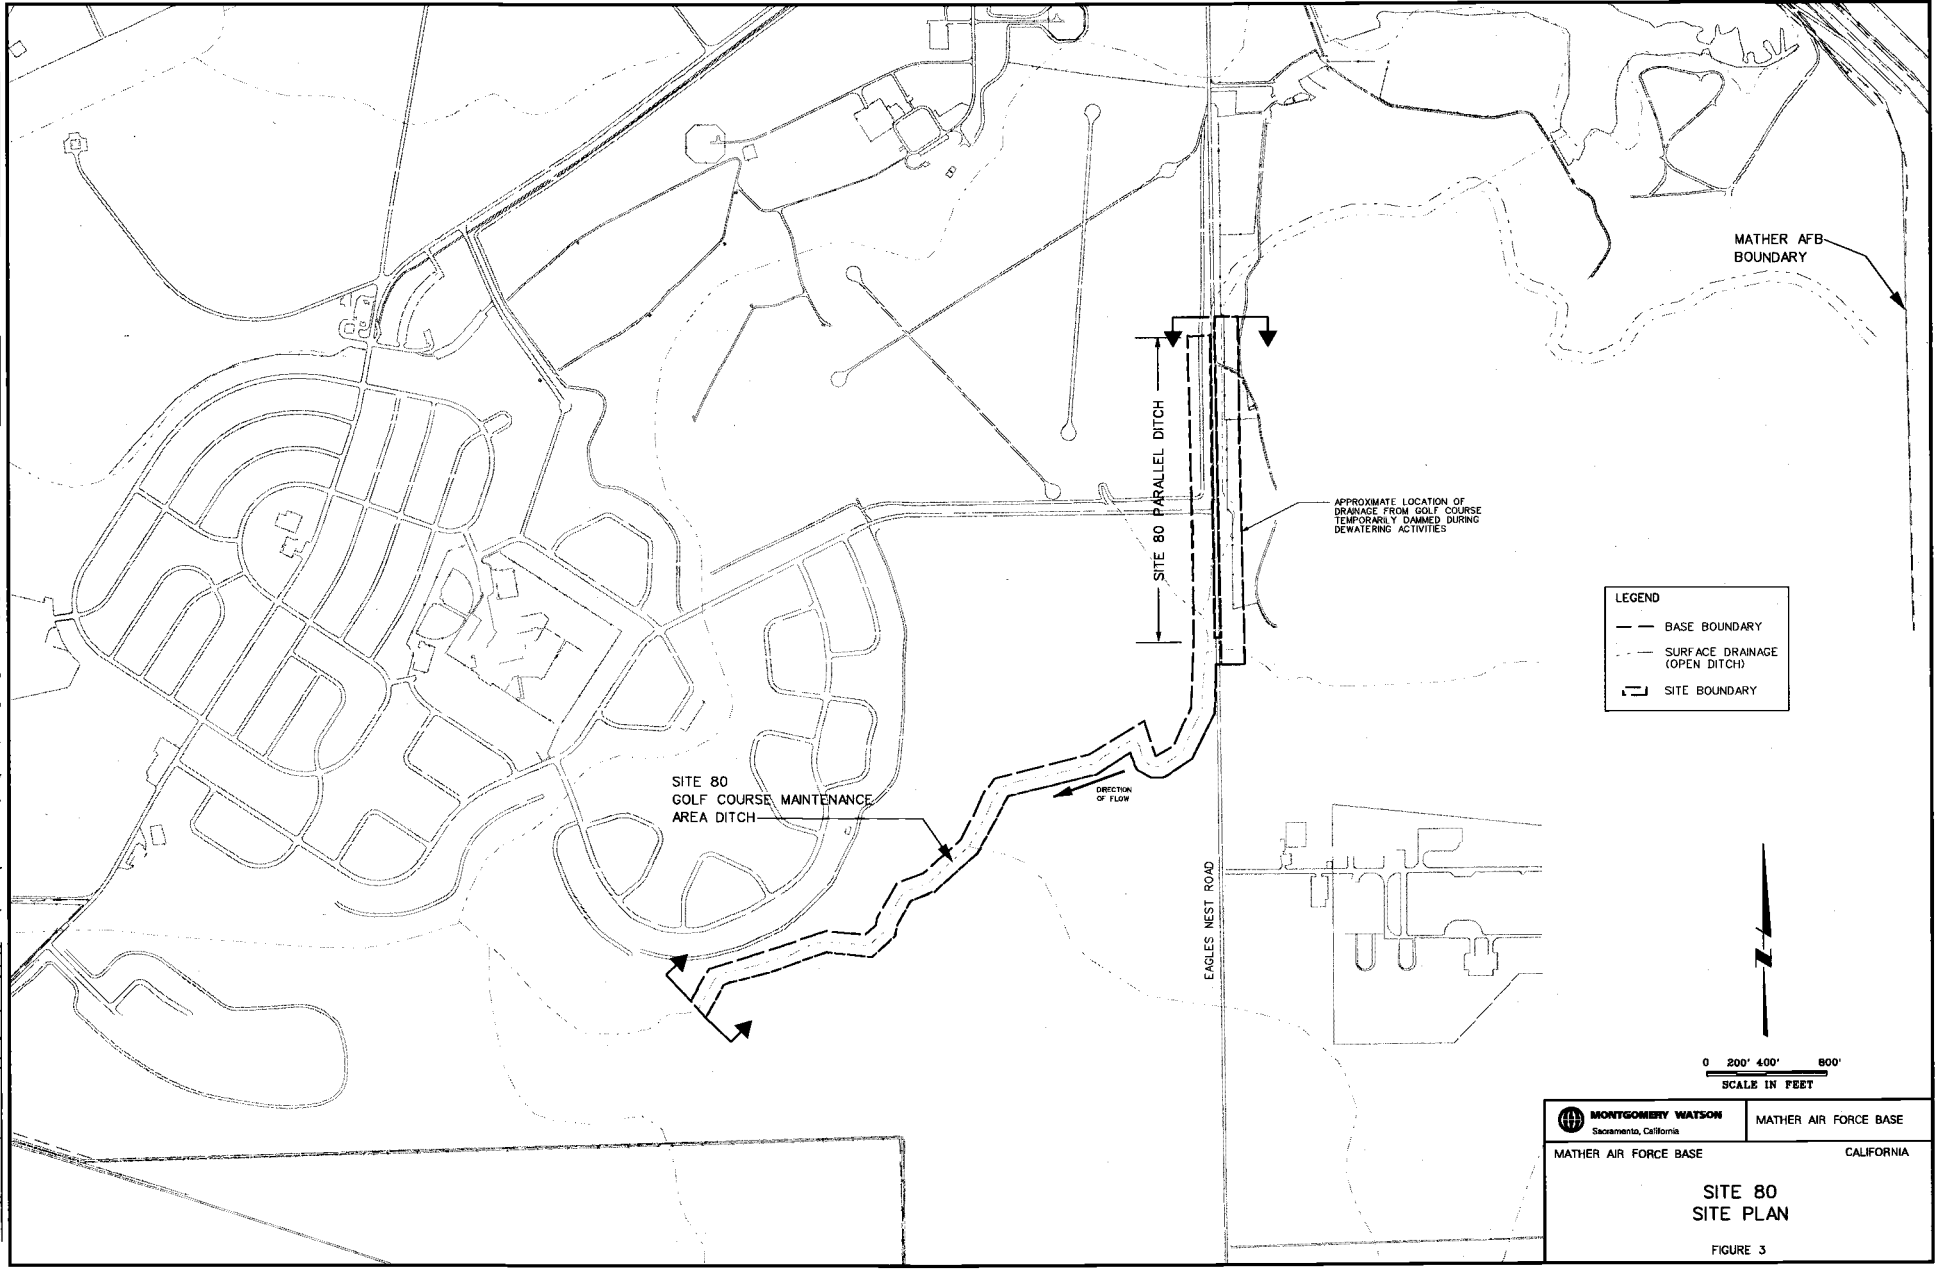 MATHER AFB
BOUNDARY
SITE 80 PARALLEL DITCH
APPROXIMATE LOCATION OF
DRAINAGE FROM GOLF COURSE
TEMPORARILY DAMMED DURING
DEWATERING ACTIVITIES
LEGEND
BASE BOUNDARY
SURFACE DRAINAGE
(OPEN DITCH)
SITE BOUNDARY
SITE 80
GOLF COURSE MAINTENANCE
AREA DITCH
DIRECTION
OF FLOW
EAGLES NEST ROAD
N
0 200' 400' 800'
SCALE IN FEET
MONTGOMERY WATSON
Sacramento, California
MATHER AIR FORCE BASE
MATHER AIR FORCE BASE CALIFORNIA
SITE 80
SITE PLAN
FIGURE 3